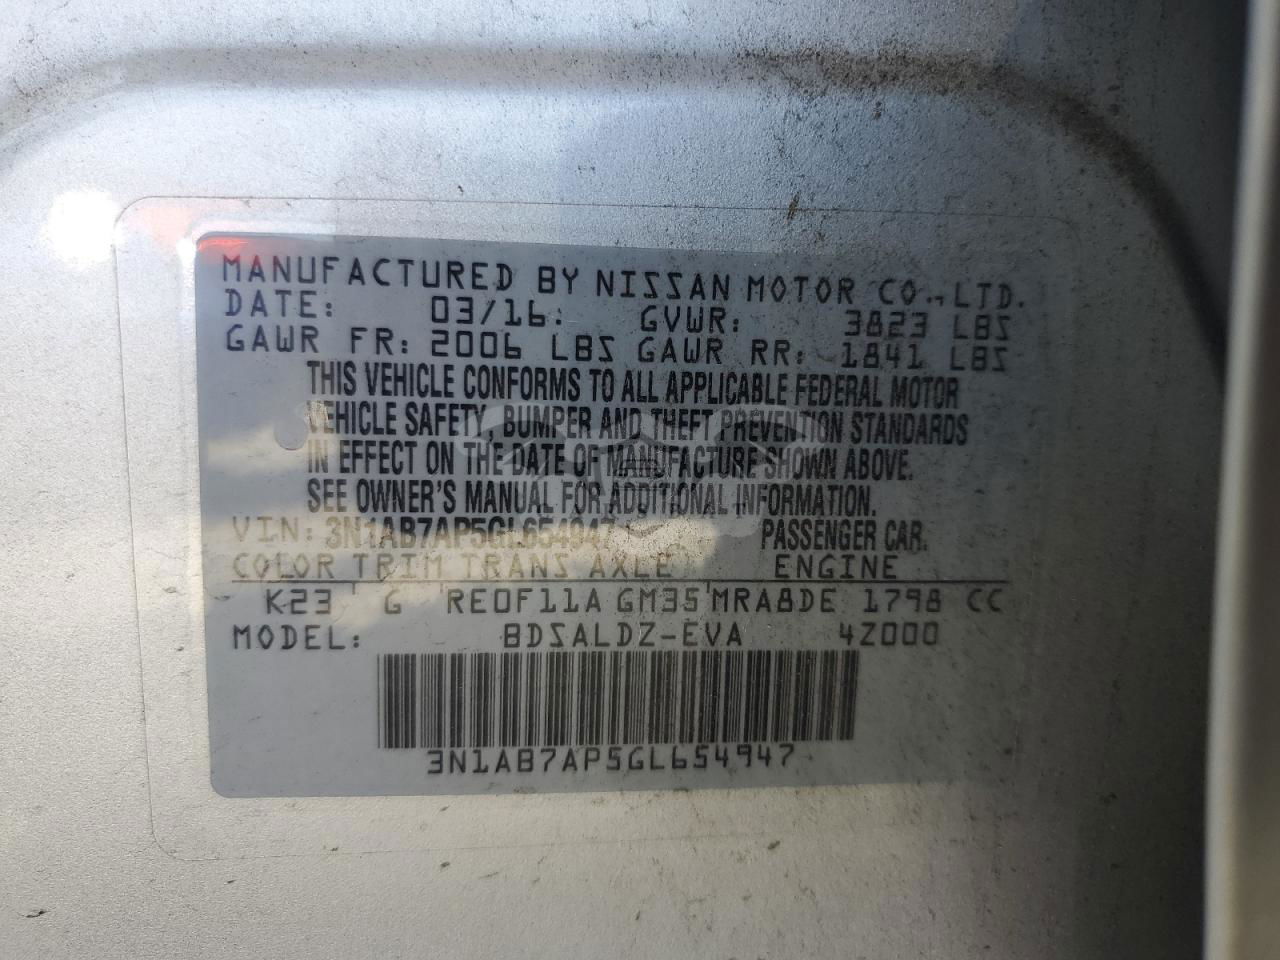 MANUFACTURED BY NISSAN MOTOR CO., LTD.
DATE: 03/16 GVWR: 3823 LBS
GAWR FR: 2006 LBS GAWR RR: 1841 LBS
THIS VEHICLE CONFORMS TO ALL APPLICABLE FEDERAL MOTOR
VEHICLE SAFETY, BUMPER AND THEFT PREVENTION STANDARDS
IN EFFECT ON THE DATE OF MANUFACTURE SHOWN ABOVE.
SEE OWNER'S MANUAL FOR ADDITIONAL INFORMATION.
VIN: 3N1AB7AP5GL654947 PASSENGER CAR.
COLOR TRIM TRANS AXLE ENGINE
K23 G RE0F11A GM35 MRA8DE 1798 CC
MODEL: BDSALDZ-EVA 4Z000
3N1AB7AP5GL654947